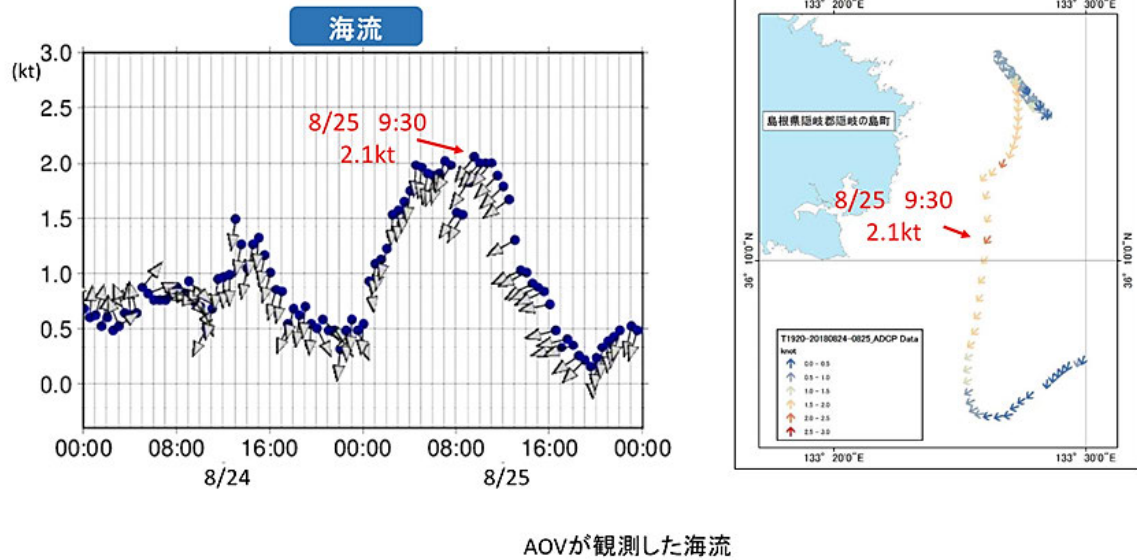 海流
3.0
(kt)
2.5
2.0
1.5
1.0
0.5
0.0
8/25 9:30
2.1kt
00:00 08:00 16:00 00:00 08:00 16:00 00:00
8/24 8/25
133° 20'0"E 133° 30'0"E
島根県隠岐郡隠岐の島町
8/25 9:30
2.1kt
36° 10'0"N 36° 10'0"N
T1920-20180824-0825_ADCP Data
knot
0.0 - 0.5
0.5 - 1.0
1.0 - 1.5
1.5 - 2.0
2.0 - 2.5
2.5 - 3.0
133° 20'0"E 133° 30'0"E
AOVが観測した海流